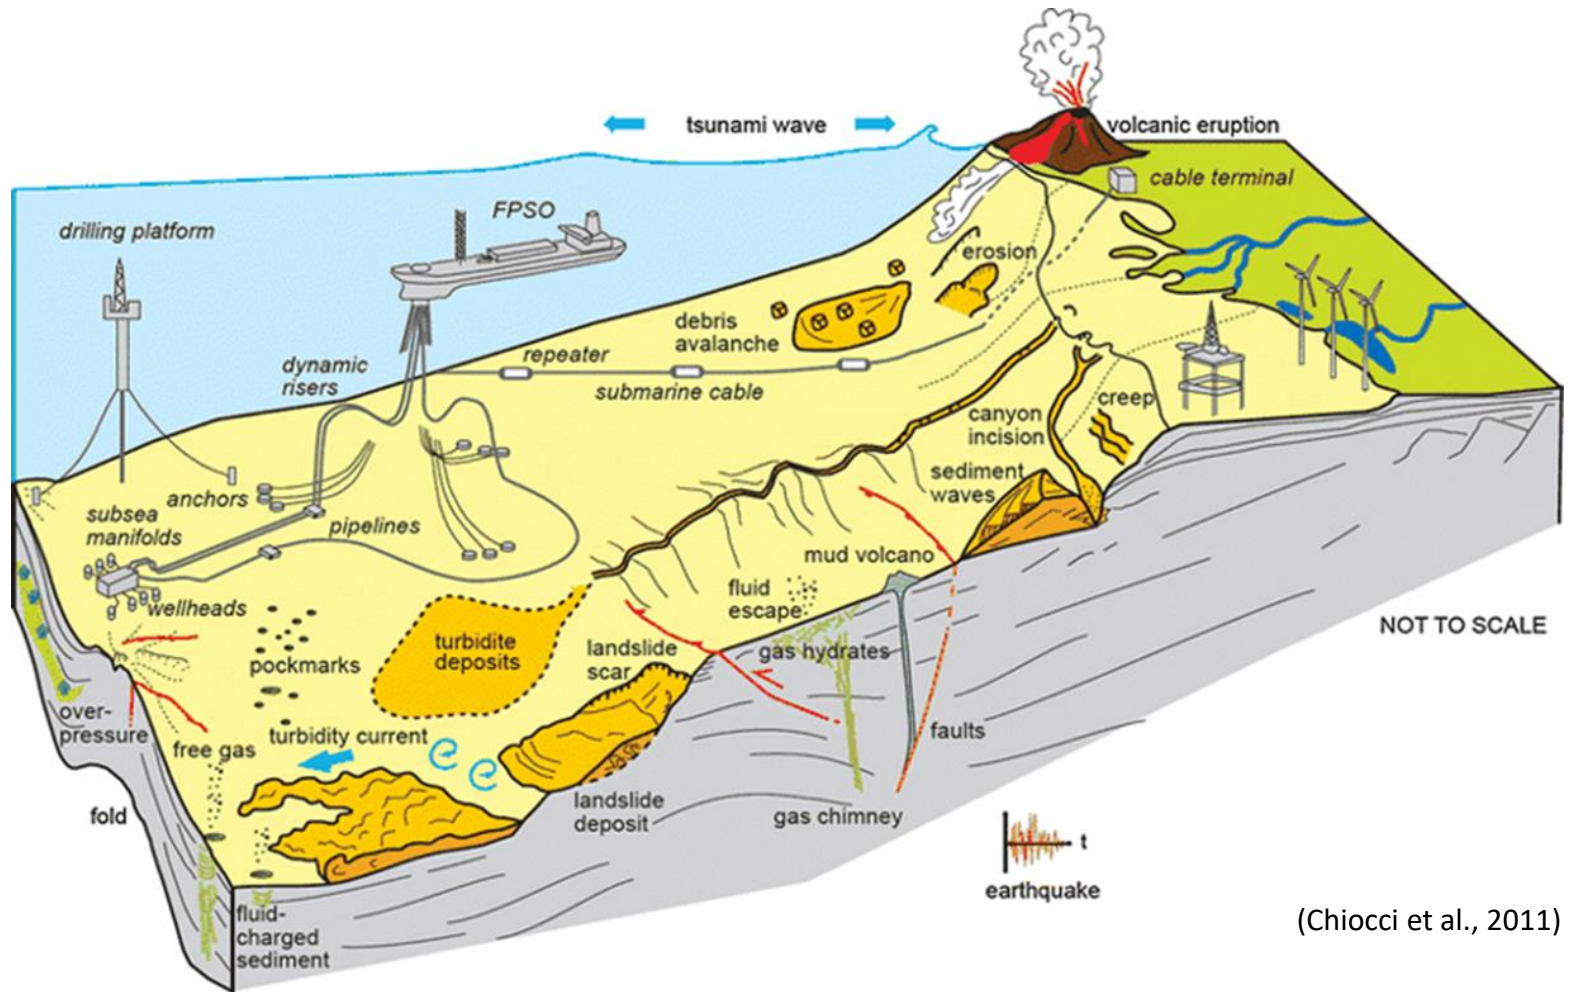 tsunami wave
volcanic eruption
cable terminal
FPSO
drilling platform
erosion
debris
avalanche
repeater
dynamic
risers
submarine cable
creep
canyon
incision
sediment
waves
anchors
subsea
manifolds
pipelines
mud volcano
fluid
escape
wellheads
NOT TO SCALE
turbidite
deposits
landslide
scar
gas hydrates
pockmarks
over-
pressure
free gas
turbidity current
faults
fold
landslide
deposit
gas chimney
t
earthquake
fluid-
charged
sediment
(Chiocci et al., 2011)